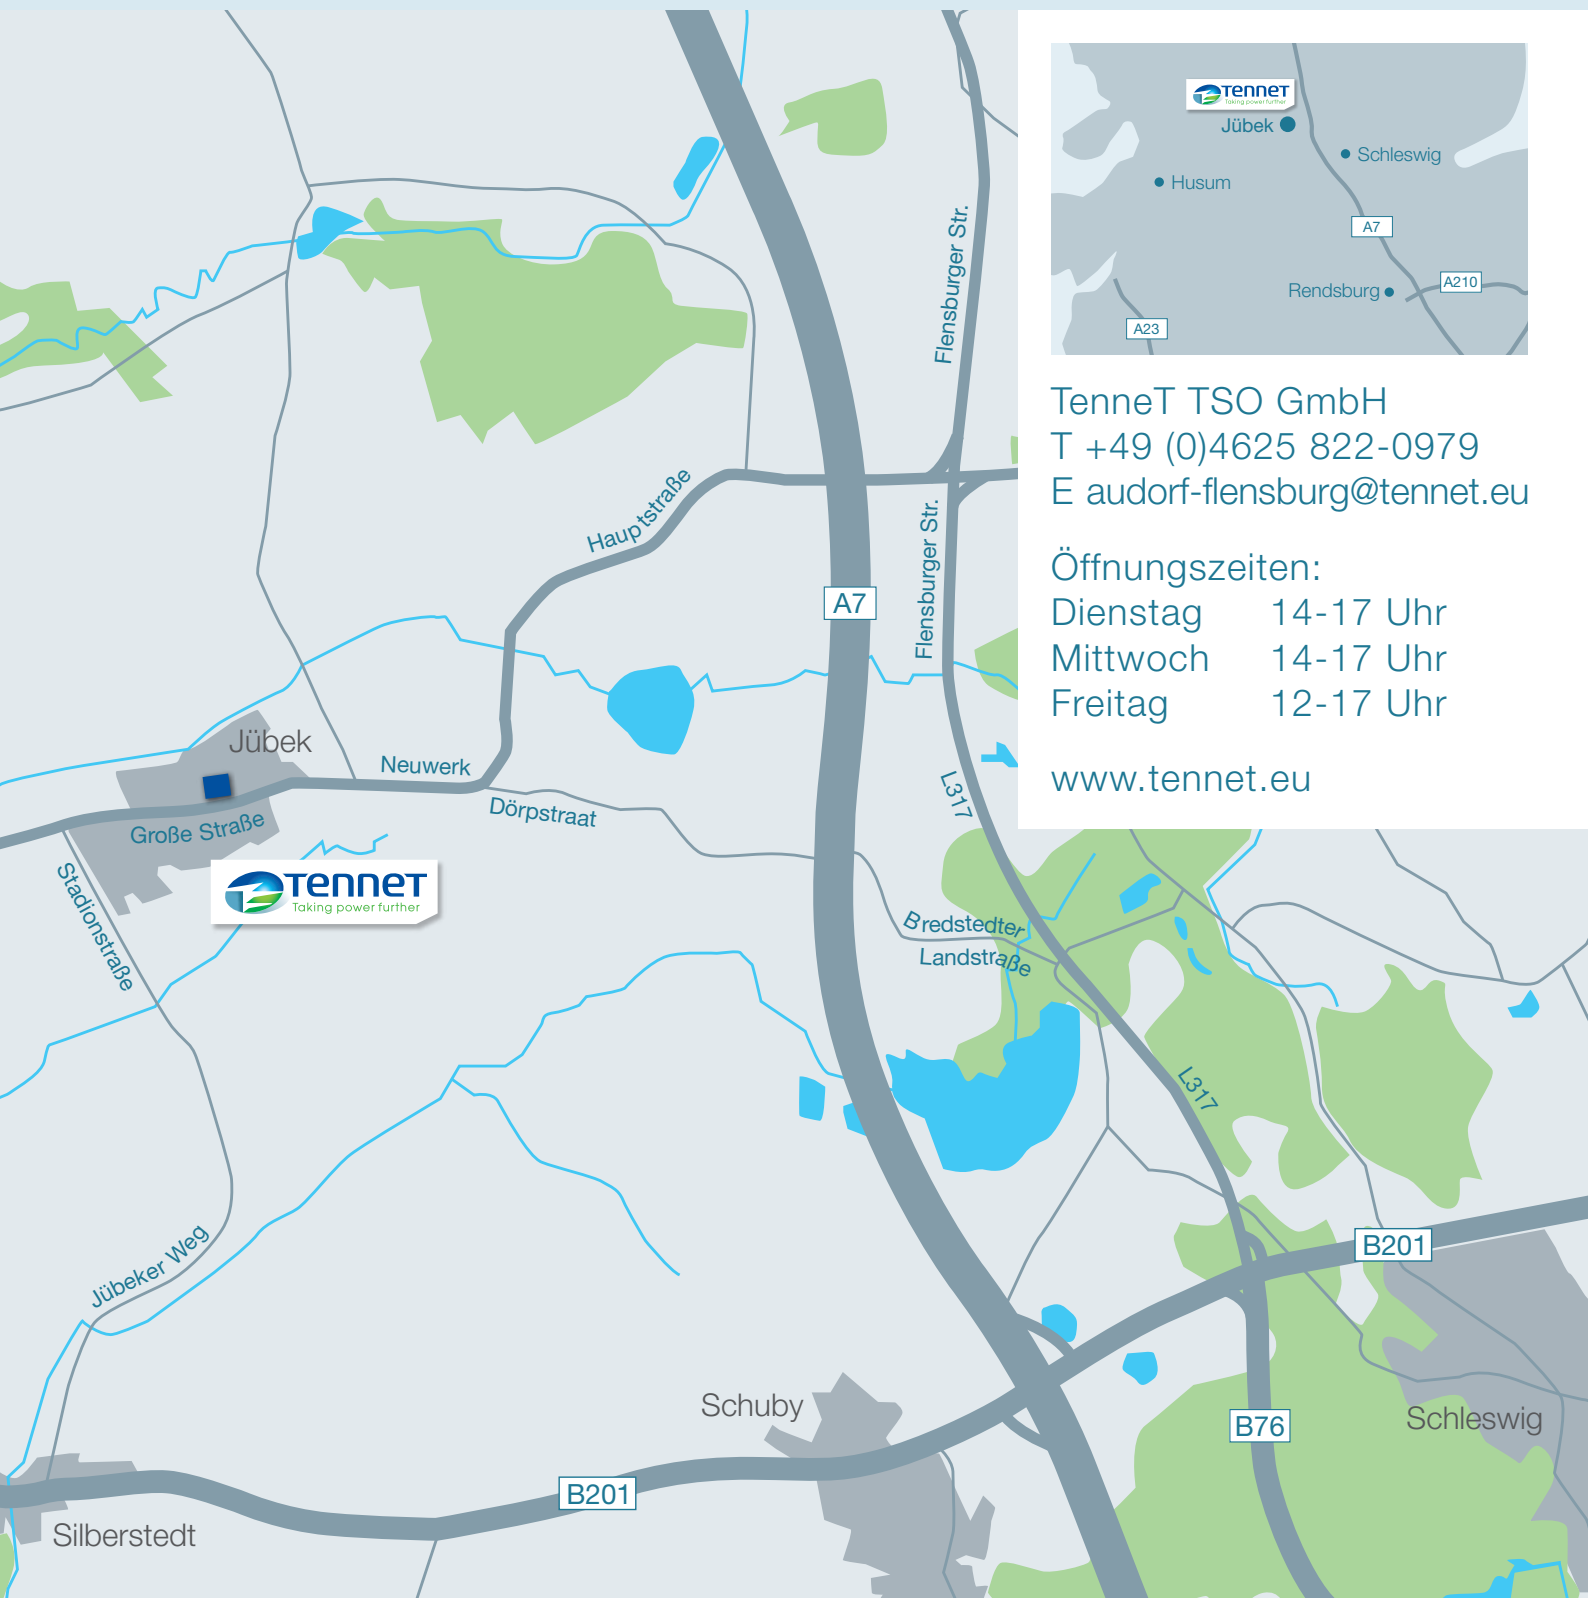 TenneT
Taking power further
Jübek
Schleswig
Husum
A7
A210
Rendsburg
A23
TenneT TSO GmbH
T +49 (0)4625 822-0979
E audorf-flensburg@tennet.eu
Öffnungszeiten:
Dienstag 14-17 Uhr
Mittwoch 14-17 Uhr
Freitag 12-17 Uhr
www.tennet.eu
Flensburger Str.
Hauptstraße
Flensburger Str.
A7
Jübek
Neuwerk
Dörpstraat
L317
Große Straße
Stadionstraße
TenneT
Taking power further
Bredstedter
Landstraße
L317
Jübeker Weg
B201
Schuby
B76
Schleswig
B201
Silberstedt